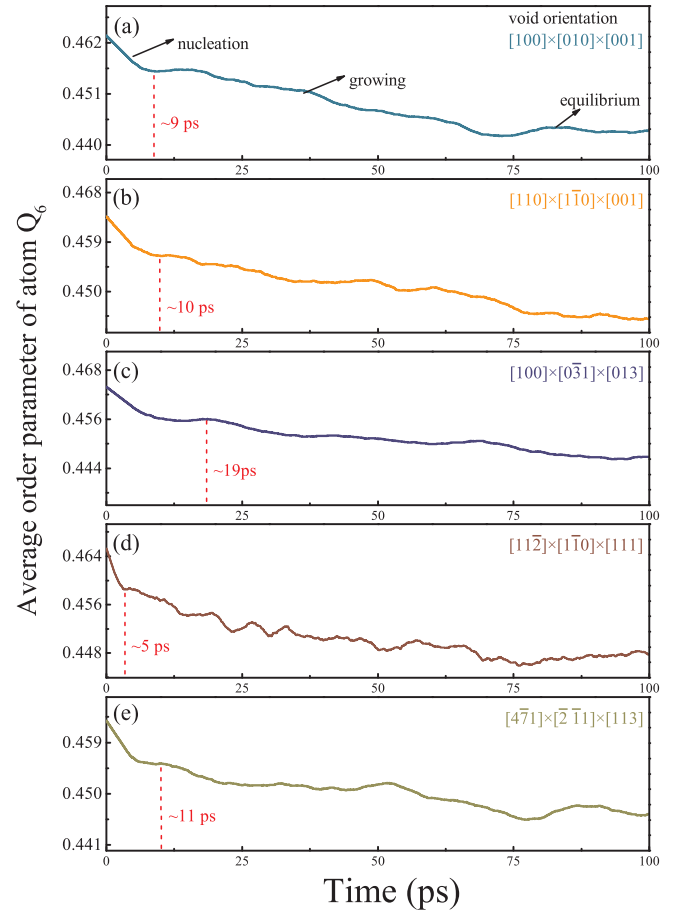 (a)
void orientation
[100]×[010]×[001]
nucleation
growing
equilibrium
~9 ps
0.462
0.451
0.440
0 25 50 75 100
(b)
[110]×[11̅0]×[001]
~10 ps
0.468
0.459
0.450
0 25 50 75 100
(c)
[100]×[03̅1]×[013]
~19ps
0.468
0.456
0.444
0 25 50 75 100
(d)
[112̅]×[11̅0]×[111]
~5 ps
0.464
0.456
0.448
0 25 50 75 100
(e)
[47̅1]×[2̅ 1̅1]×[113]
~11 ps
0.459
0.450
0.441
0 25 50 75 100
Average order parameter of atom Q₆
Time (ps)